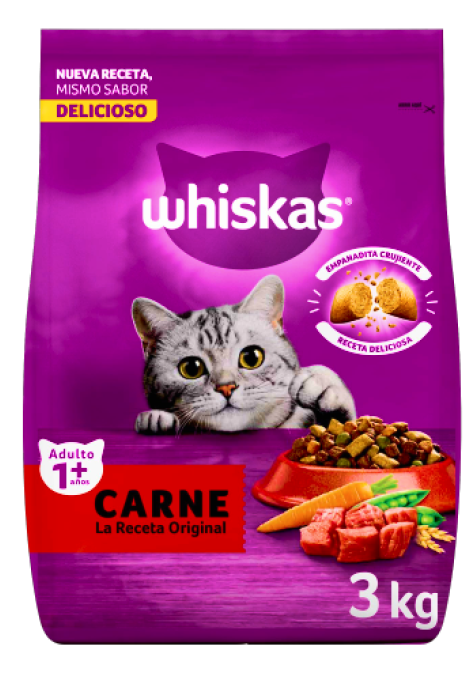 NUEVA RECETA,
MISMO SABOR
DELICIOSO
whiskas®
EMPANADITA CRUJIENTE
RECETA DELICIOSA
Adulto
1+
años
CARNE
La Receta Original
3 kg